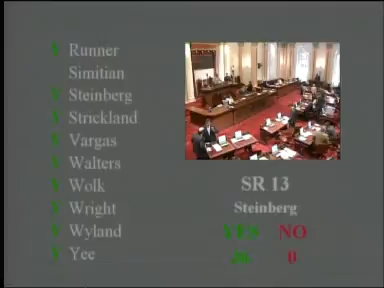 Runner
Simitian
Steinberg
Strickland
Vargas
Walters
Wolk
Wright
Wyland
Yee
SR 13
Steinberg
YES NO
0